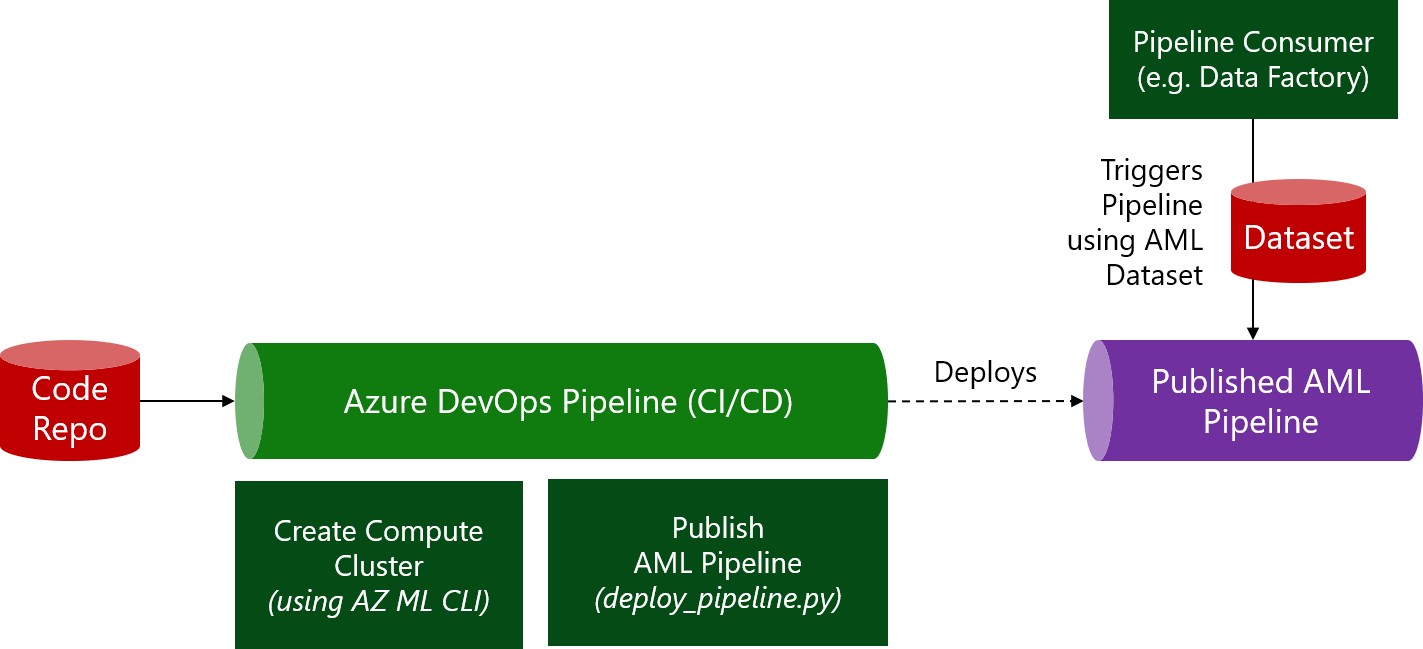 Pipeline Consumer
(e.g. Data Factory)
Triggers
Pipeline
using AML
Dataset
Dataset
Code
Repo
Azure DevOps Pipeline (CI/CD)
Deploys
Published AML
Pipeline
Create Compute
Cluster
(using AZ ML CLI)
Publish
AML Pipeline
(deploy_pipeline.py)